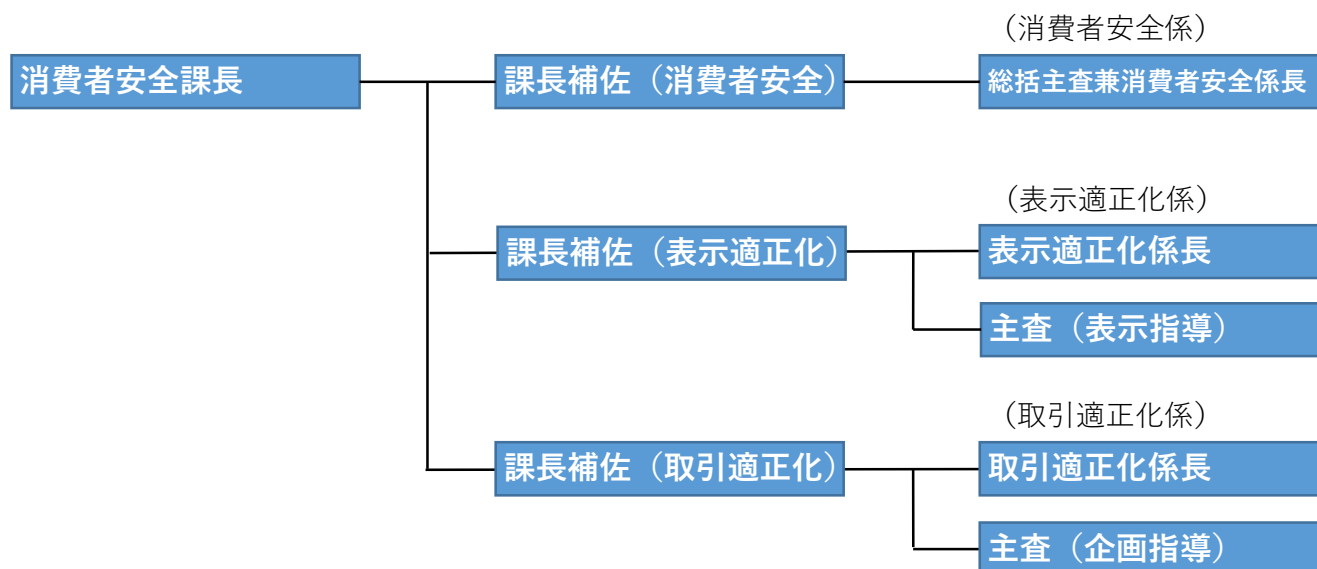 （消費者安全係）
消費者安全課長
課長補佐（消費者安全）
総括主査兼消費者安全係長
（表示適正化係）
課長補佐（表示適正化）
表示適正化係長
主査（表示指導）
（取引適正化係）
課長補佐（取引適正化）
取引適正化係長
主査（企画指導）